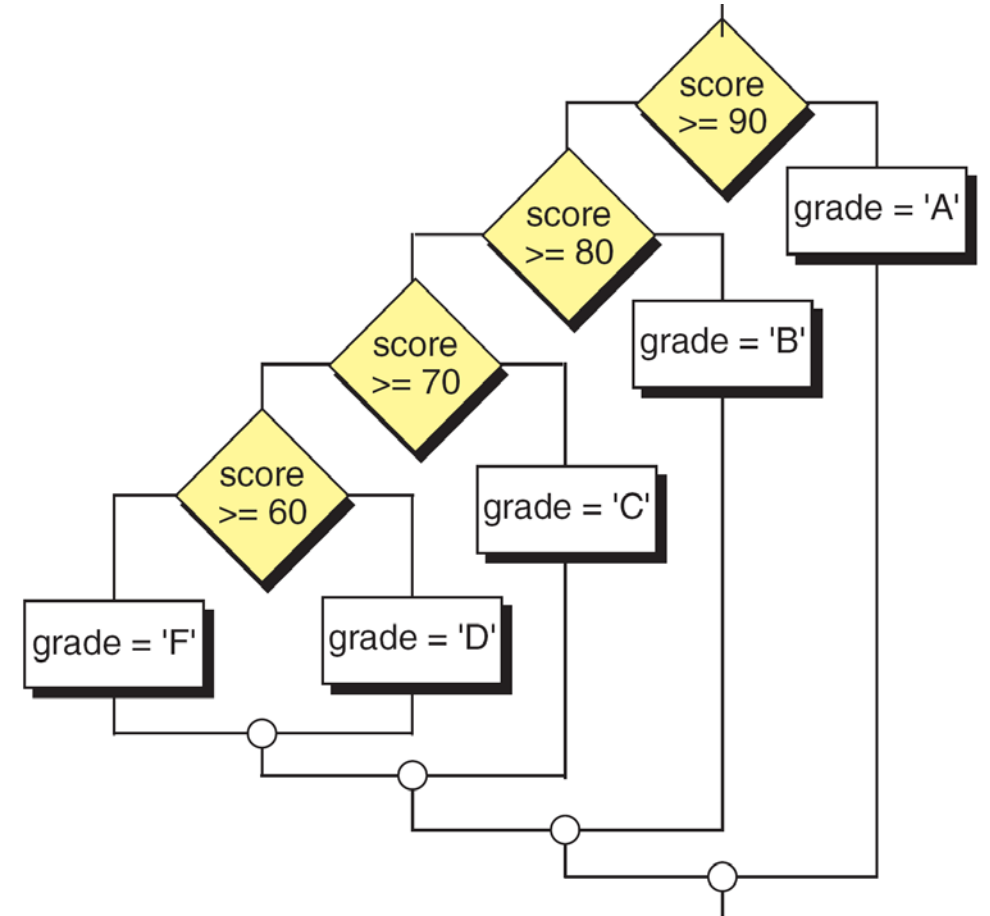 score
>= 90
grade = 'A'
score
>= 80
grade = 'B'
score
>= 70
grade = 'C'
score
>= 60
grade = 'F'
grade = 'D'